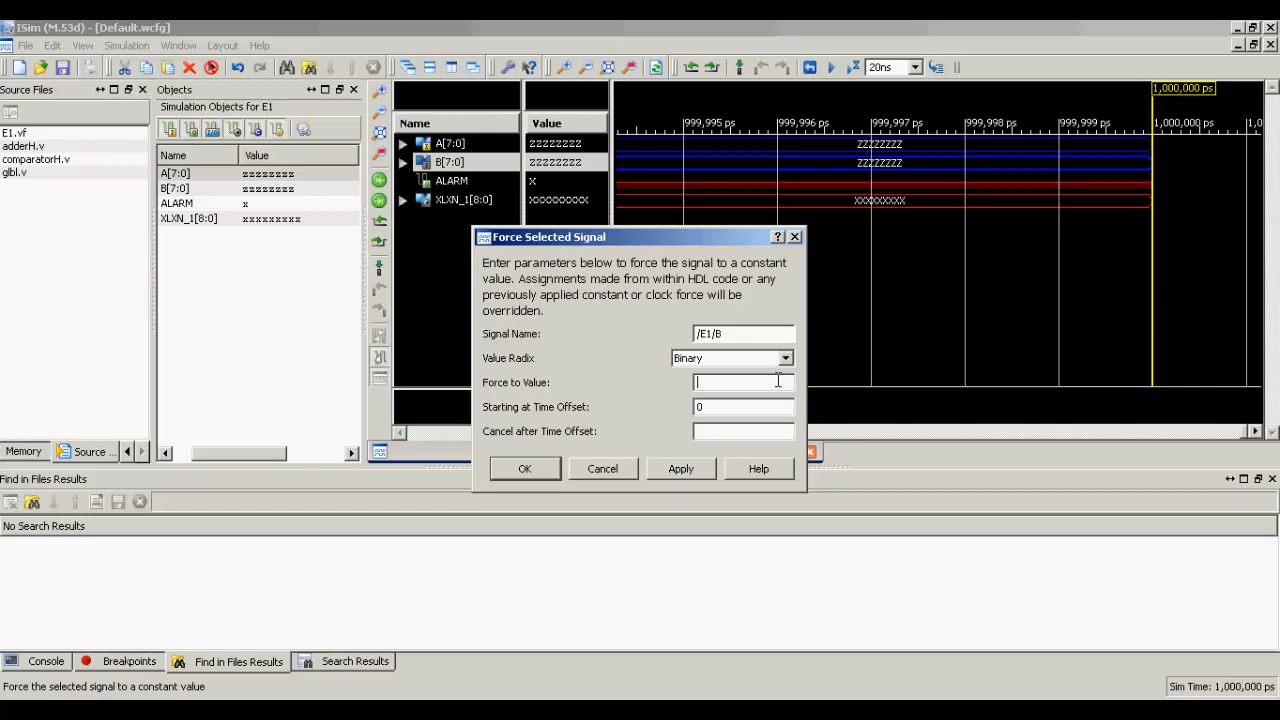 ISim (M.53d) - [Default.wcfg]
File Edit View Simulation Window Layout Help
20ns
Source Files
E1.vf
adderH.v
comparatorH.v
glbl.v
Memory
Source ...
Objects
Simulation Objects for E1
Name Value
A[7:0] zzzzzzzz
B[7:0] zzzzzzzz
ALARM x
XLXN_1[8:0] xxxxxxxxx
Name Value
A[7:0] zzzzzzzz
B[7:0] zzzzzzzz
ALARM x
XLXN_1[8:0] xxxxxxxxx
1,000,000 ps
999,995 ps 999,996 ps 999,997 ps 999,998 ps 999,999 ps 1,000,000 ps 1,0
ZZZZZZZZ
ZZZZZZZZ
XXXXXXXXX
Force Selected Signal
Enter parameters below to force the signal to a constant
value. Assignments made from within HDL code or any
previously applied constant or clock force will be
overridden.
Signal Name: /E1/B
Value Radix Binary
Force to Value:
Starting at Time Offset: 0
Cancel after Time Offset:
OK Cancel Apply Help
Find in Files Results
No Search Results
Console Breakpoints Find in Files Results Search Results
Force the selected signal to a constant value
Sim Time: 1,000,000 ps